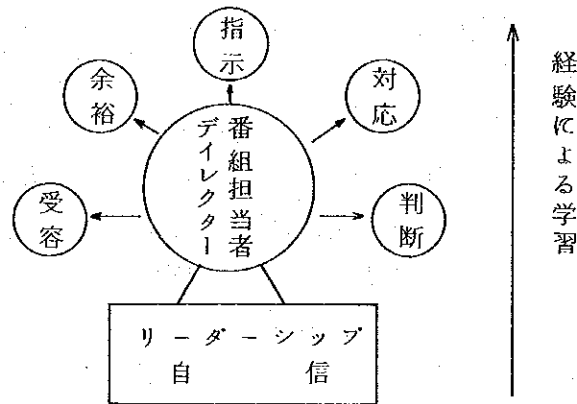 指示
余裕
対応
番組担当者
デイレクター
受容
判断
リーダーシップ
自信
経験による学習